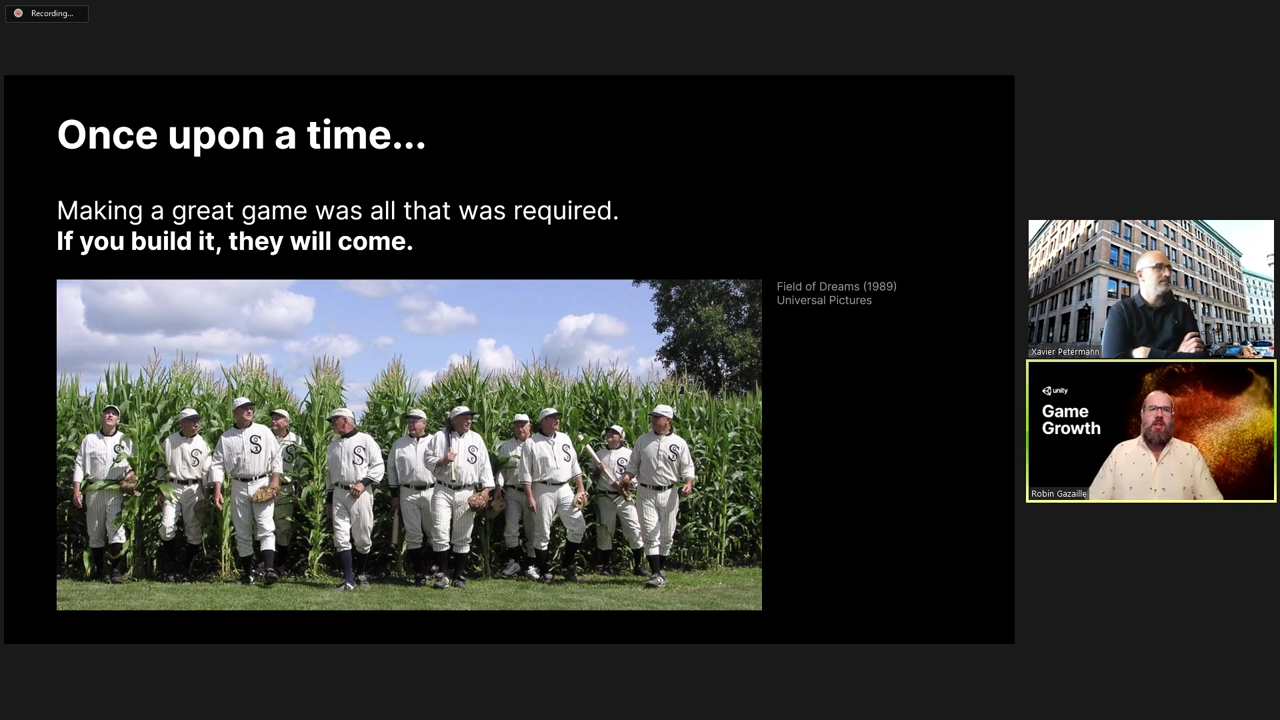 Recording...
Once upon a time...
Making a great game was all that was required.
If you build it, they will come.
Field of Dreams (1989)
Universal Pictures
S
S
S
S
S
S
S
Xavier Petermann
unity
Game
Growth
Robin Gazaille